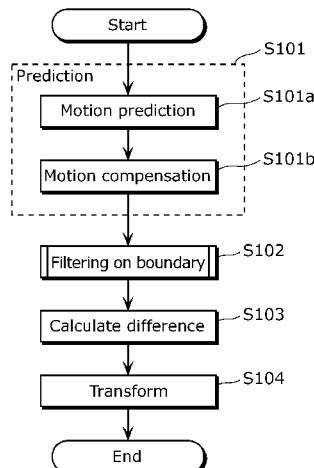 Start
S101
Prediction
Motion prediction
S101a
Motion compensation
S101b
Filtering on boundary
S102
Calculate difference
S103
Transform
S104
End